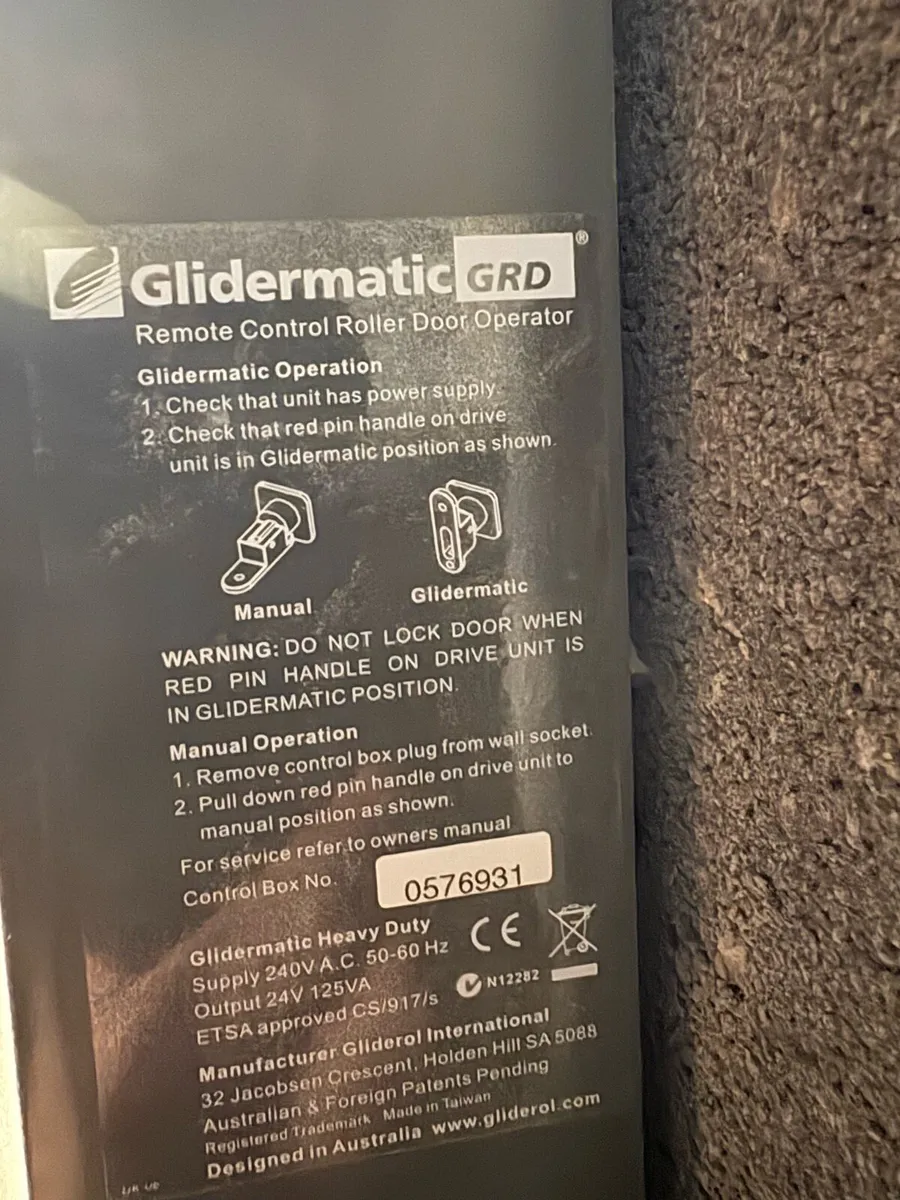 Glidermatic GRD ®
Remote Control Roller Door Operator
Glidermatic Operation
1. Check that unit has power supply.
2. Check that red pin handle on drive
unit is in Glidermatic position as shown.
Manual Glidermatic
WARNING: DO NOT LOCK DOOR WHEN
RED PIN HANDLE ON DRIVE UNIT IS
IN GLIDERMATIC POSITION.
Manual Operation
1. Remove control box plug from wall socket.
2. Pull down red pin handle on drive unit to
manual position as shown.
For service refer to owners manual
Control Box No. 0576931
Glidermatic Heavy Duty
Supply 240V A.C. 50-60 Hz CE
Output 24V 125VA N12282
ETSA approved CS/917/s
Manufacturer Gliderol International
32 Jacobsen Crescent, Holden Hill SA 5088
Australian & Foreign Patents Pending
Registered Trademark Made in Taiwan
Designed in Australia www.gliderol.com